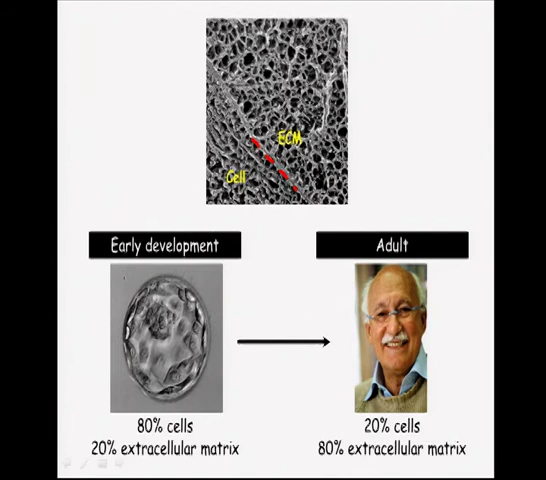 ECM
Cell
Early development
Adult
80% cells
20% extracellular matrix
20% cells
80% extracellular matrix